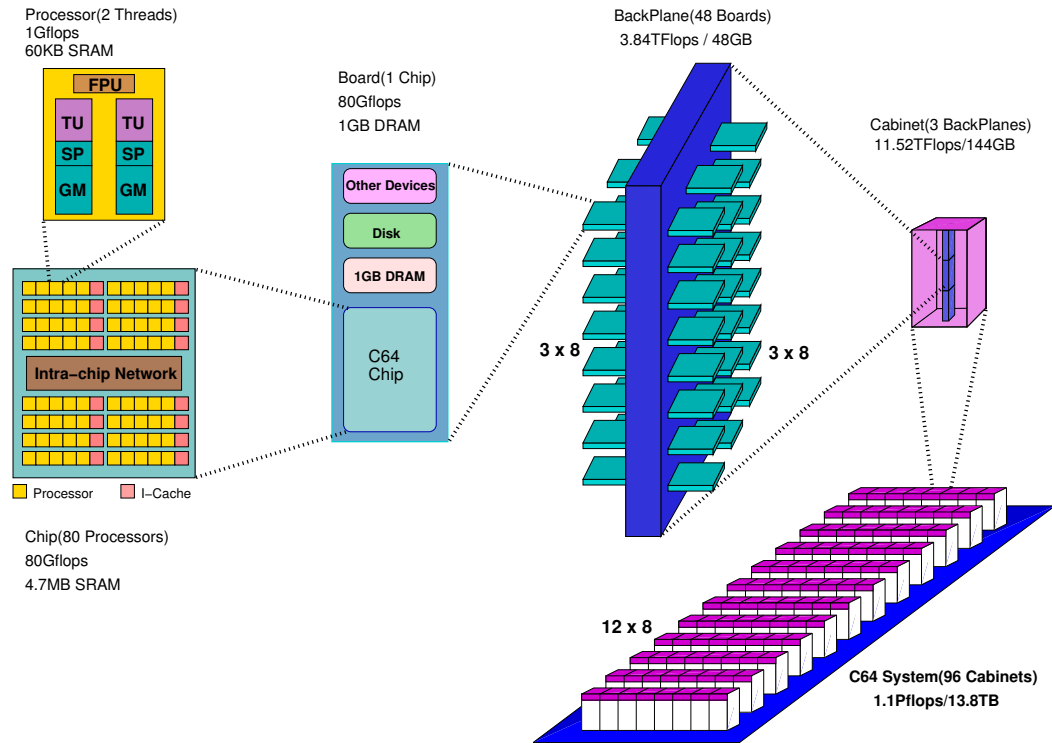 Processor(2 Threads)
1Gflops
60KB SRAM
FPU
TU
TU
SP
SP
GM
GM
Intra-chip Network
Processor
I-Cache
Chip(80 Processors)
80Gflops
4.7MB SRAM
Board(1 Chip)
80Gflops
1GB DRAM
Other Devices
Disk
1GB DRAM
C64
Chip
BackPlane(48 Boards)
3.84TFlops / 48GB
3 x 8
3 x 8
Cabinet(3 BackPlanes)
11.52TFlops/144GB
12 x 8
C64 System(96 Cabinets)
1.1Pflops/13.8TB